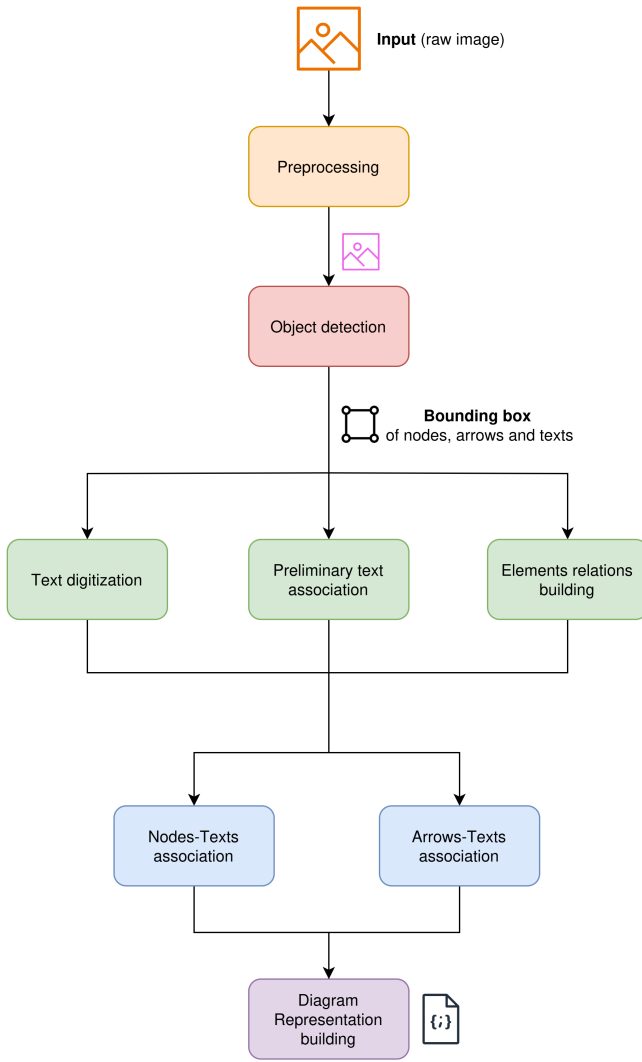 Input (raw image)
Preprocessing
Object detection
Bounding box
of nodes, arrows and texts
Text digitization
Preliminary text
association
Elements relations
building
Nodes-Texts
association
Arrows-Texts
association
Diagram
Representation
building
{;}